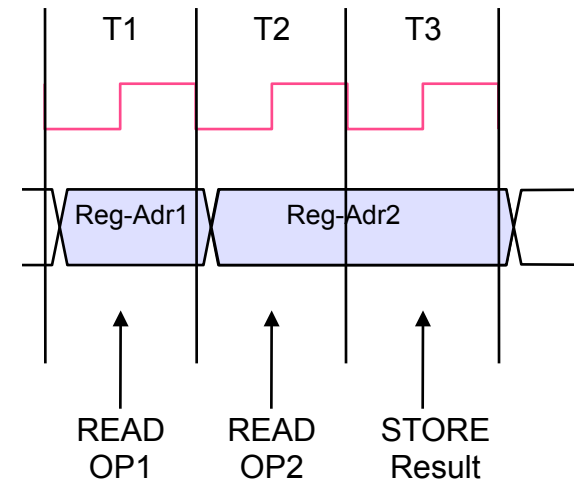 T1 T2 T3
Reg-Adr1 Reg-Adr2
READ READ STORE
OP1 OP2 Result